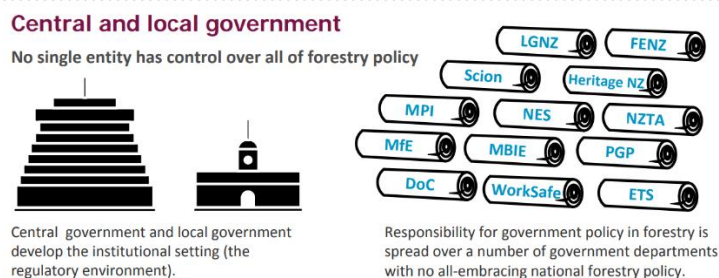 Central and local government
No single entity has control over all of forestry policy
LGNZ
FENZ
Scion
Heritage NZ
MPI
NES
NZTA
MfE
MBIE
PGP
DoC
WorkSafe
ETS
Central government and local government
develop the institutional setting (the
regulatory environment).
Responsibility for government policy in forestry is
spread over a number of government departments
with no all-embracing national forestry policy.